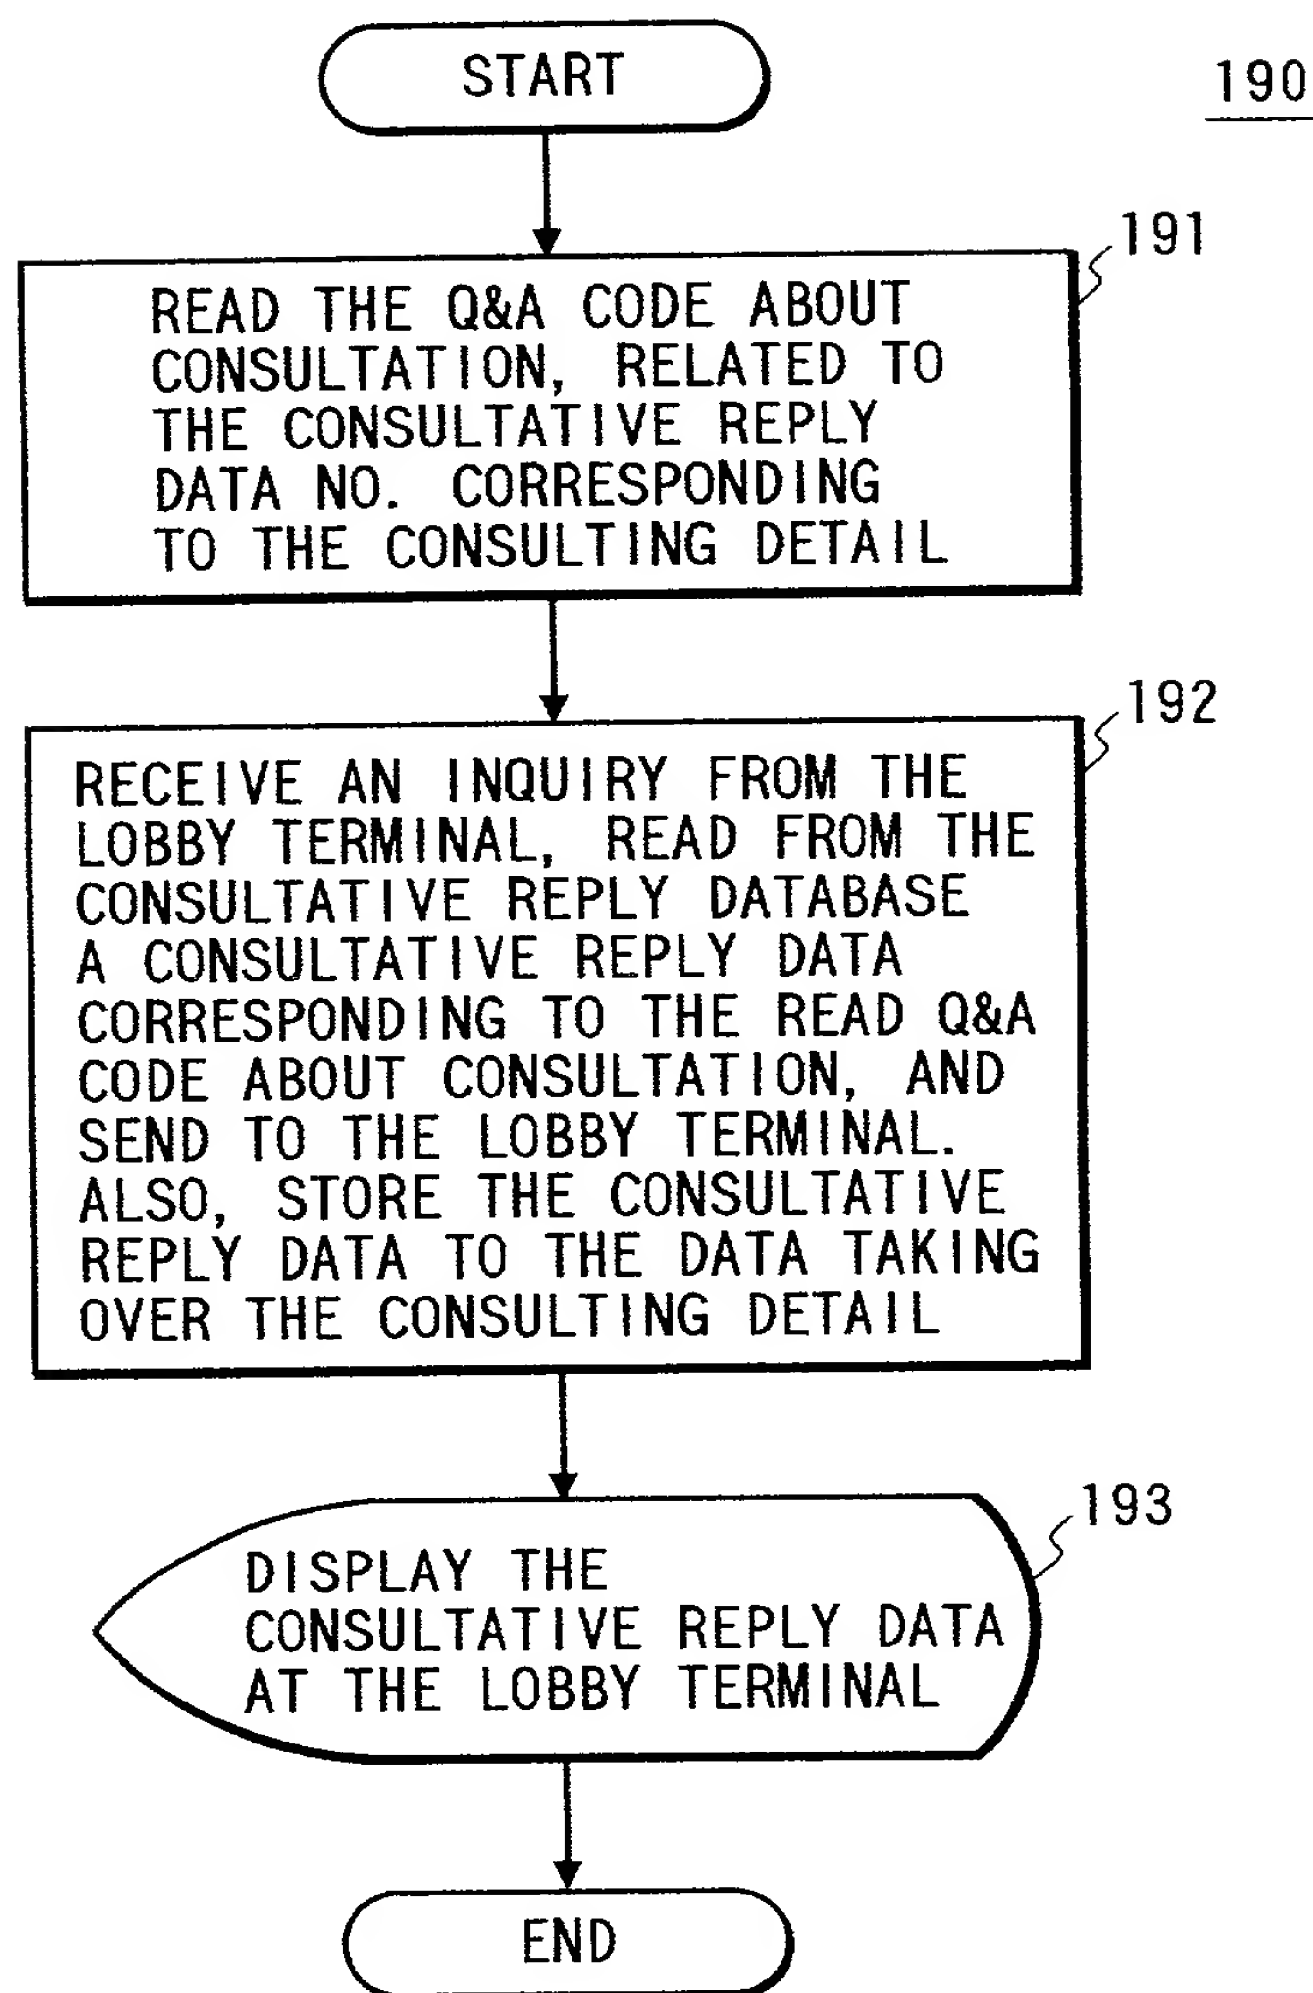 START
190
191
READ THE Q&A CODE ABOUT
CONSULTATION, RELATED TO
THE CONSULTATIVE REPLY
DATA NO. CORRESPONDING
TO THE CONSULTING DETAIL
192
RECEIVE AN INQUIRY FROM THE
LOBBY TERMINAL, READ FROM THE
CONSULTATIVE REPLY DATABASE
A CONSULTATIVE REPLY DATA
CORRESPONDING TO THE READ Q&A
CODE ABOUT CONSULTATION, AND
SEND TO THE LOBBY TERMINAL.
ALSO, STORE THE CONSULTATIVE
REPLY DATA TO THE DATA TAKING
OVER THE CONSULTING DETAIL
193
DISPLAY THE
CONSULTATIVE REPLY DATA
AT THE LOBBY TERMINAL
END